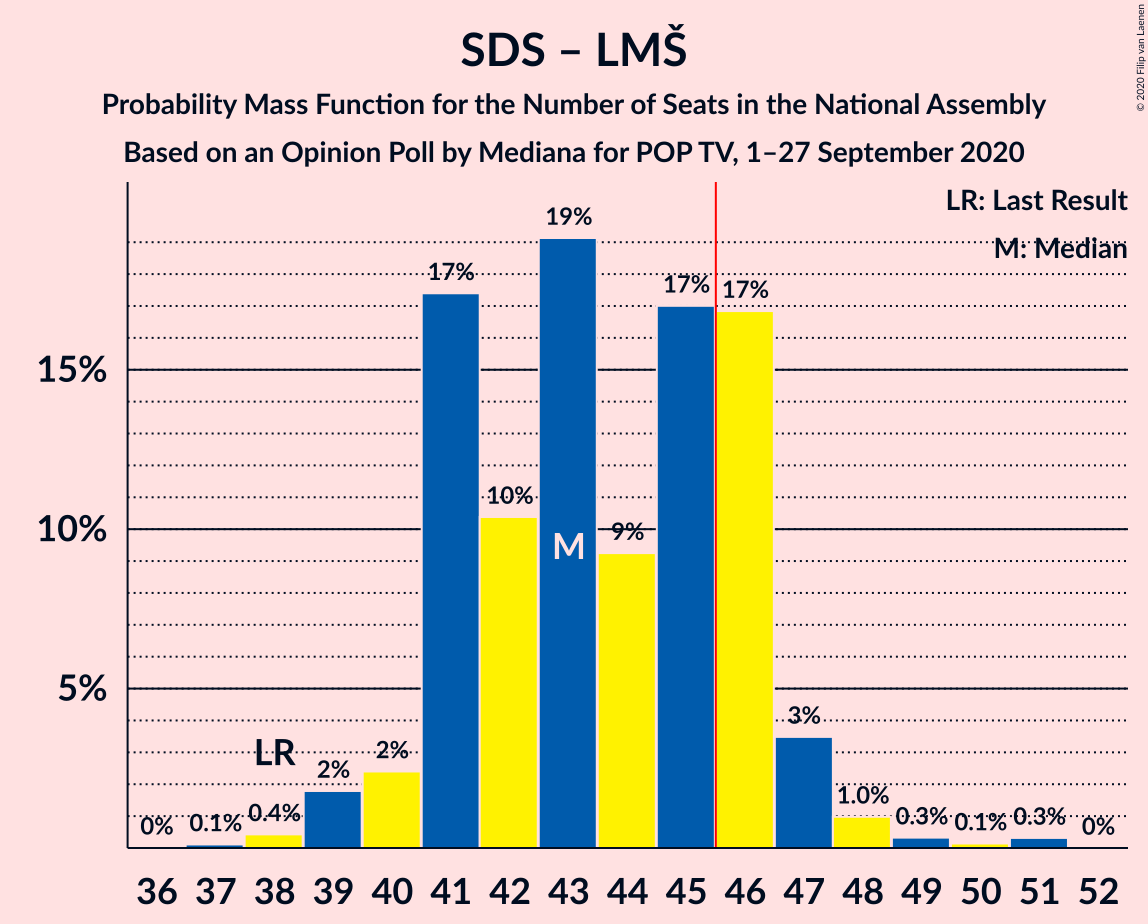 SDS – LMŠ
Probability Mass Function for the Number of Seats in the National Assembly
Based on an Opinion Poll by Mediana for POP TV, 1–27 September 2020
© 2020 Filip van Laenen
LR: Last Result
M: Median
15%
10%
5%
0%
0.1%
0.4%
LR
2%
2%
17%
10%
19%
M
9%
17%
17%
3%
1.0%
0.3%
0.1%
0.3%
0%
36 37 38 39 40 41 42 43 44 45 46 47 48 49 50 51 52